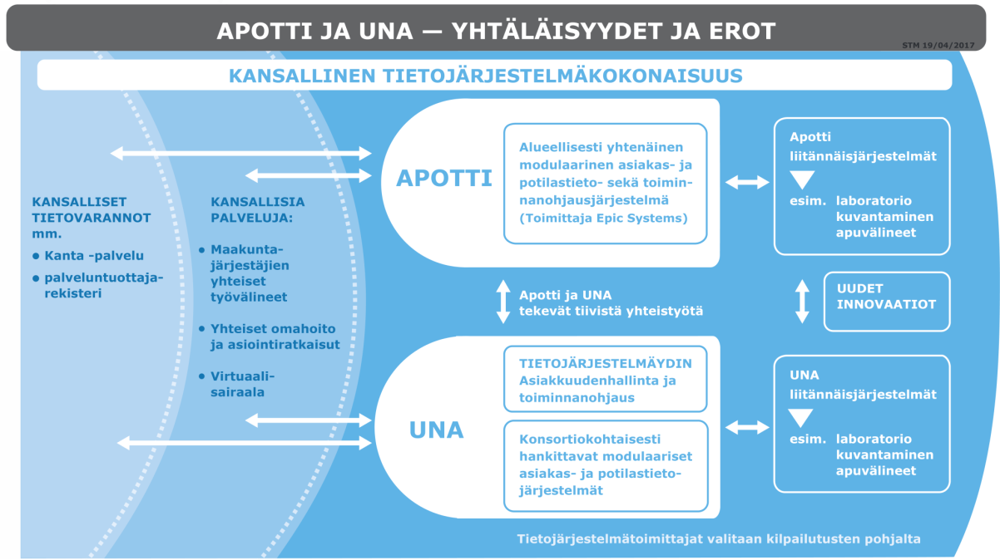 APOTTI JA UNA — YHTÄLÄISYYDET JA EROT
STM 19/04/2017
KANSALLINEN TIETOJÄRJESTELMÄKOKONAISUUS
KANSALLISET
TIETOVARANNOT
mm.
• Kanta -palvelu
• palveluntuottaja-
rekisteri
KANSALLISIA
PALVELUJA:
• Maakunta-
järjestäjien
yhteiset
työvälineet
• Yhteiset omahoito
ja asiointiratkaisut
• Virtuaali-
sairaala
APOTTI
Alueellisesti yhtenäinen
modulaarinen asiakas- ja
potilastieto- sekä toimin-
nanohjausjärjestelmä
(Toimittaja Epic Systems)
Apotti
liitännäisjärjestelmät
esim. laboratorio
kuvantaminen
apuvälineet
Apotti ja UNA
tekevät tiivistä yhteistyötä
UUDET
INNOVAATIOT
UNA
TIETOJÄRJESTELMÄYDIN
Asiakkuudenhallinta ja
toiminnanohjaus
Konsortiokohtaisesti
hankittavat modulaariset
asiakas- ja potilastieto-
järjestelmät
UNA
liitännäisjärjestelmät
esim. laboratorio
kuvantaminen
apuvälineet
Tietojärjestelmätoimittajat valitaan kilpailutusten pohjalta